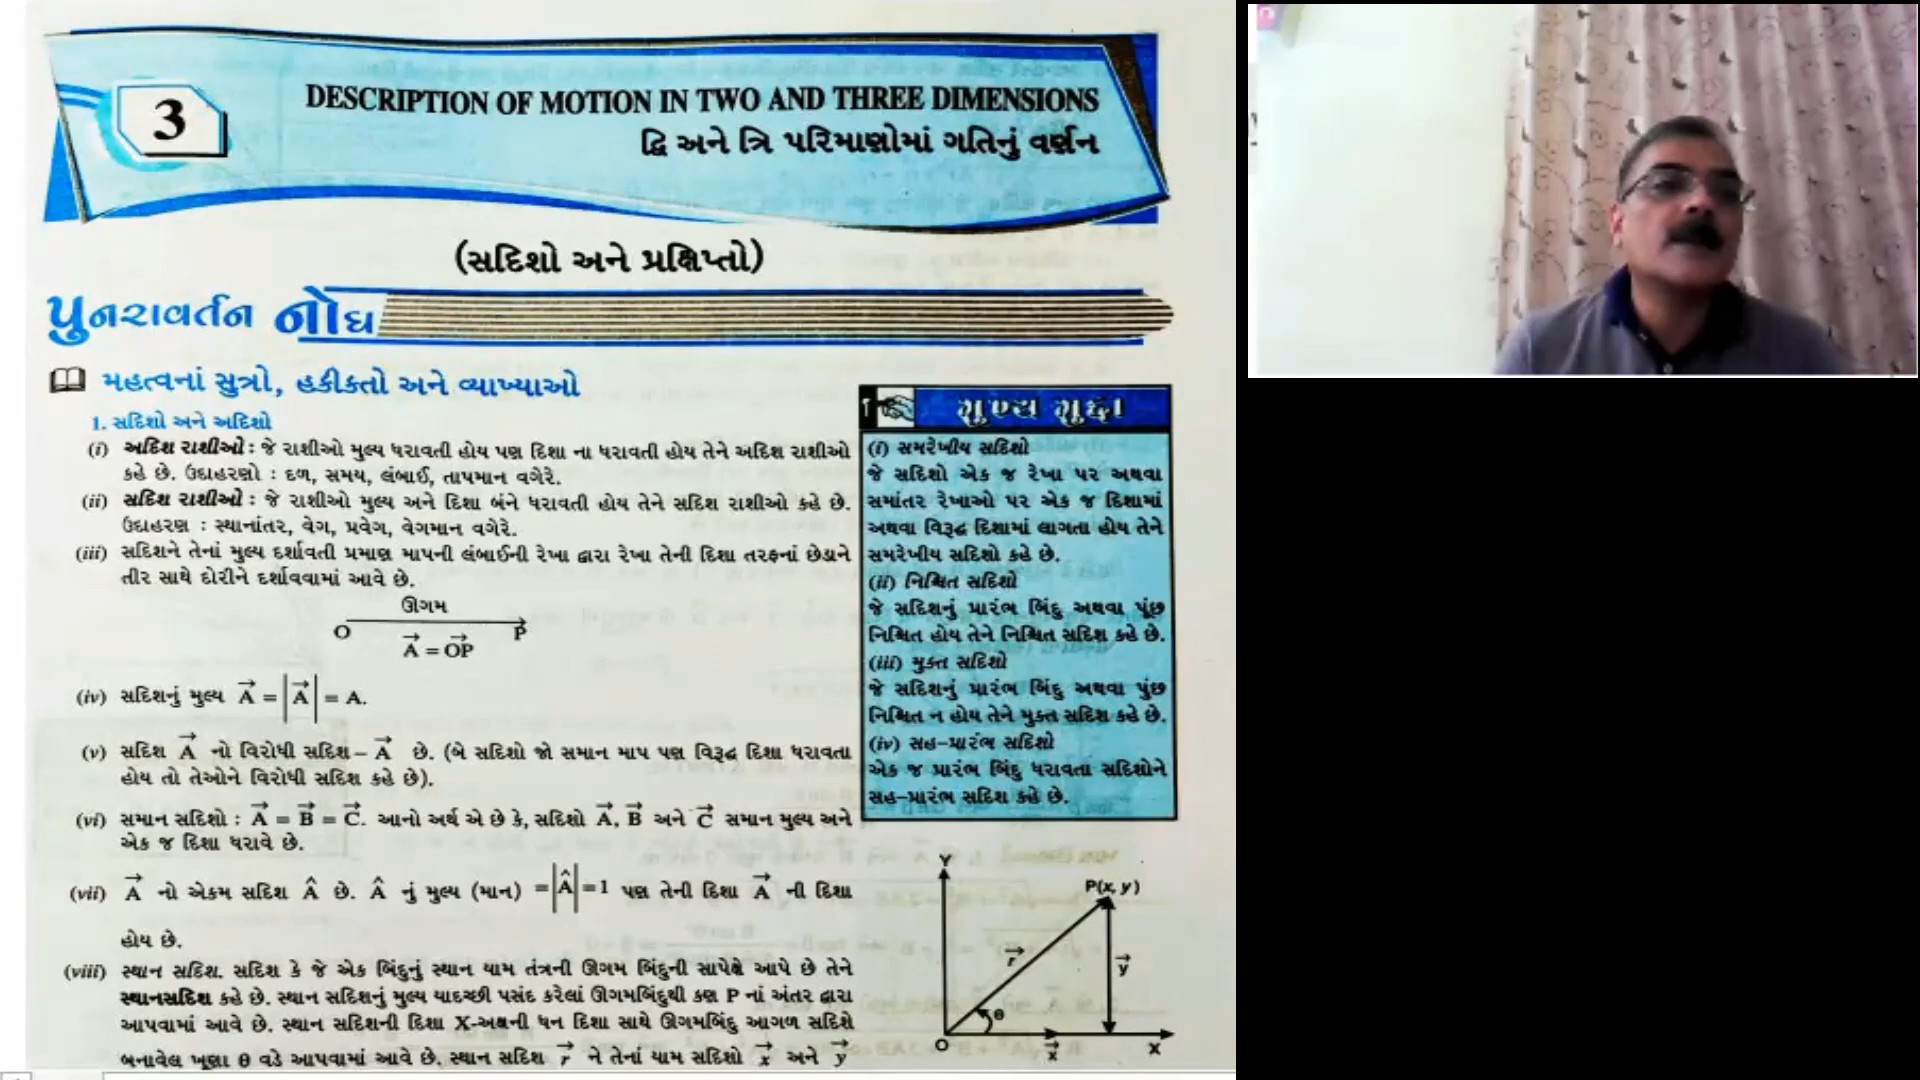 3
DESCRIPTION OF MOTION IN TWO AND THREE DIMENSIONS
દ્વિ અને ત્રિ પરિમાણોમાં ગતિનું વર્ણન
(સદિશો અને પ્રક્ષિપ્તો)
પુનરાવર્તન નોંધ
મહત્વનાં સુત્રો, હકીકતો અને વ્યાખ્યાઓ
1. સદિશો અને અદિશો
(i) અદિશ રાશીઓ : જે રાશીઓ મુલ્ય ધરાવતી હોય પણ દિશા ના ધરાવતી હોય તેને અદિશ રાશીઓ
કહે છે. ઉદાહરણો : દળ, સમય, લંબાઈ, તાપમાન વગેરે.
(ii) સદિશ રાશીઓ : જે રાશીઓ મુલ્ય અને દિશા બંને ધરાવતી હોય તેને સદિશ રાશીઓ કહે છે.
ઉદાહરણ : સ્થાનાંતર, વેગ, પ્રવેગ, વેગમાન વગેરે.
(iii) સદિશને તેનાં મુલ્ય દર્શાવતી પ્રમાણ માપની લંબાઈની રેખા દ્વારા રેખા તેની દિશા તરફનાં છેડાને
તીર સાથે દોરીને દર્શાવવામાં આવે છે.
ઊગમ
O P
A⃗ = OP⃗
(iv) સદિશનું મુલ્ય A⃗ = |A⃗| = A.
(v) સદિશ A⃗ નો વિરોધી સદિશ – A⃗ છે. (બે સદિશો જો સમાન માપ પણ વિરૂદ્ધ દિશા ધરાવતા
હોય તો તેઓને વિરોધી સદિશ કહે છે).
(vi) સમાન સદિશો : A⃗ = B⃗ = C⃗. આનો અર્થ એ છે કે, સદિશો A⃗, B⃗ અને C⃗ સમાન મુલ્ય અને
એક જ દિશા ધરાવે છે.
(vii) A⃗ નો એકમ સદિશ Â છે. Â નું મુલ્ય (માન) = |Â| = 1 પણ તેની દિશા A⃗ ની દિશા
હોય છે.
(viii) સ્થાન સદિશ. સદિશ કે જે એક બિંદુનું સ્થાન યામ તંત્રની ઊગમ બિંદુની સાપેક્ષે આપે છે તેને
સ્થાનસદિશ કહે છે. સ્થાન સદિશનું મુલ્ય યાદચ્છી પસંદ કરેલાં ઊગમબિંદુથી કણ P નાં અંતર દ્વારા
આપવામાં આવે છે. સ્થાન સદિશની દિશા X-અક્ષની ધન દિશા સાથે ઊગમબિંદુ આગળ સદિશે
બનાવેલ ખૂણા θ વડે આપવામાં આવે છે. સ્થાન સદિશ r⃗ ને તેનાં યામ સદિશો x⃗ અને y⃗
મુખ્ય મુદ્દા
(i) સમરેખીય સદિશો
જે સદિશો એક જ રેખા પર અથવા
સમાંતર રેખાઓ પર એક જ દિશામાં
અથવા વિરૂદ્ધ દિશામાં લાગતા હોય તેને
સમરેખીય સદિશો કહે છે.
(ii) નિશ્ચિત સદિશો
જે સદિશનું પ્રારંભ બિંદુ અથવા પૂંછ
નિશ્ચિત હોય તેને નિશ્ચિત સદિશ કહે છે.
(iii) મુક્ત સદિશો
જે સદિશનું પ્રારંભ બિંદુ અથવા પુંછ
નિશ્ચિત ન હોય તેને મુક્ત સદિશ કહે છે.
(iv) સહ-પ્રારંભ સદિશો
એક જ પ્રારંભ બિંદુ ધરાવતા સદિશોને
સહ-પ્રારંભ સદિશ કહે છે.
Y
P(x, y)
r⃗
y⃗
θ
O x⃗ X